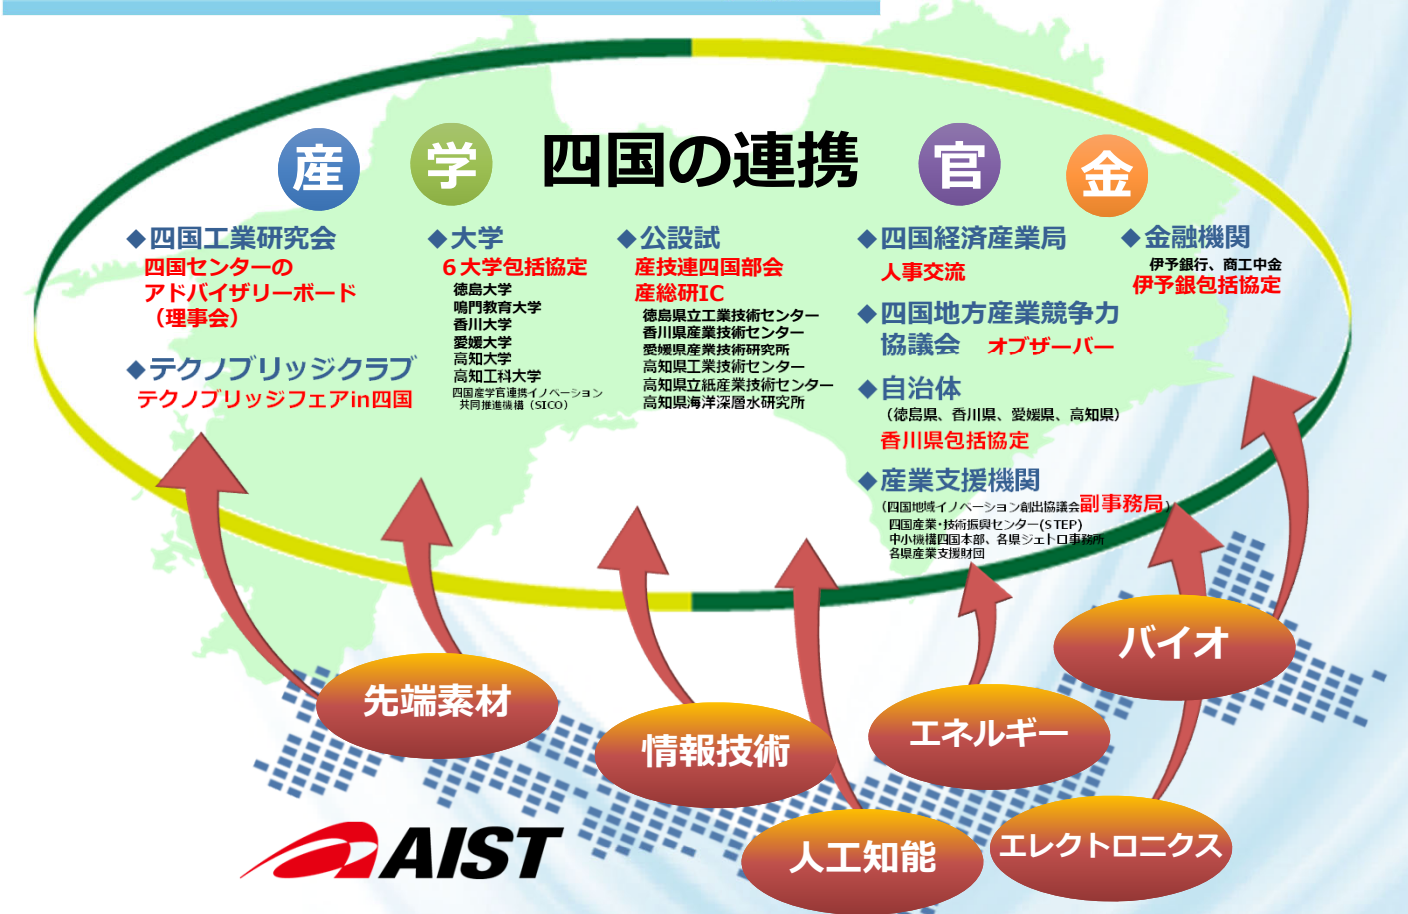 四国の連携
産
学
官
金
◆四国工業研究会
四国センターの
アドバイザリーボード
（理事会）
◆テクノブリッジクラブ
テクノブリッジフェアin四国
◆大学
６大学包括協定
徳島大学
鳴門教育大学
香川大学
愛媛大学
高知大学
高知工科大学
四国産学官連携イノベーション
共同推進機構（SICO）
◆公設試
産技連四国部会
産総研IC
徳島県立工業技術センター
香川県産業技術センター
愛媛県産業技術研究所
高知県工業技術センター
高知県立紙産業技術センター
高知県海洋深層水研究所
◆四国経済産業局
人事交流
◆四国地方産業競争力
協議会 オブザーバー
◆自治体
（徳島県、香川県、愛媛県、高知県）
香川県包括協定
◆産業支援機関
（四国地域イノベーション創出協議会副事務局）
四国産業・技術振興センター(STEP)
中小機構四国本部、各県ジェトロ事務所
各県産業支援財団
◆金融機関
伊予銀行、商工中金
伊予銀包括協定
先端素材
情報技術
人工知能
エネルギー
エレクトロニクス
バイオ
AIST